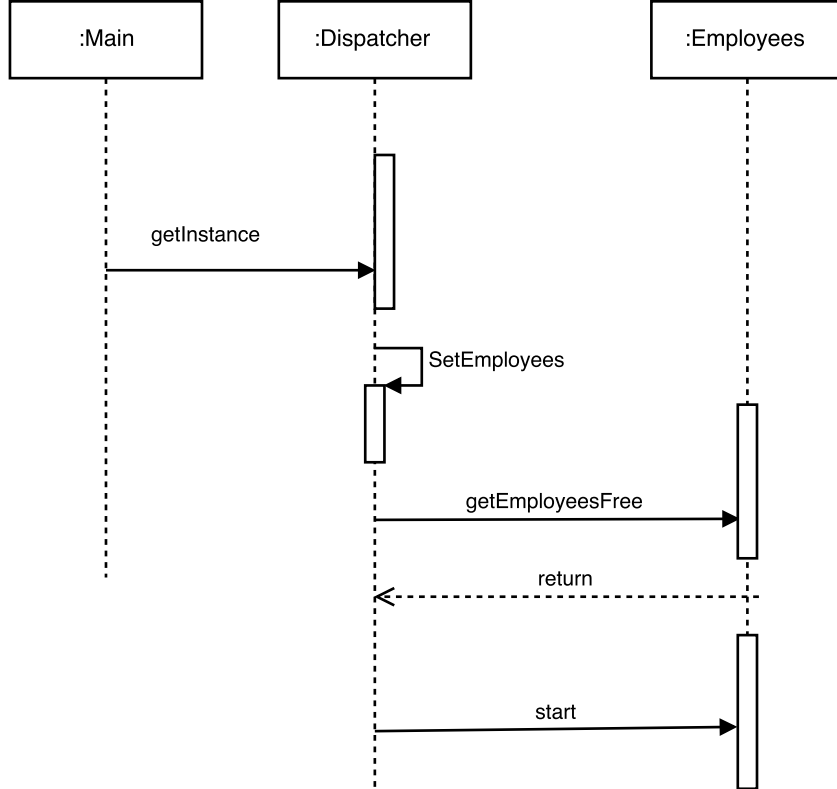 :Main
:Dispatcher
:Employees
getInstance
SetEmployees
getEmployeesFree
return
start